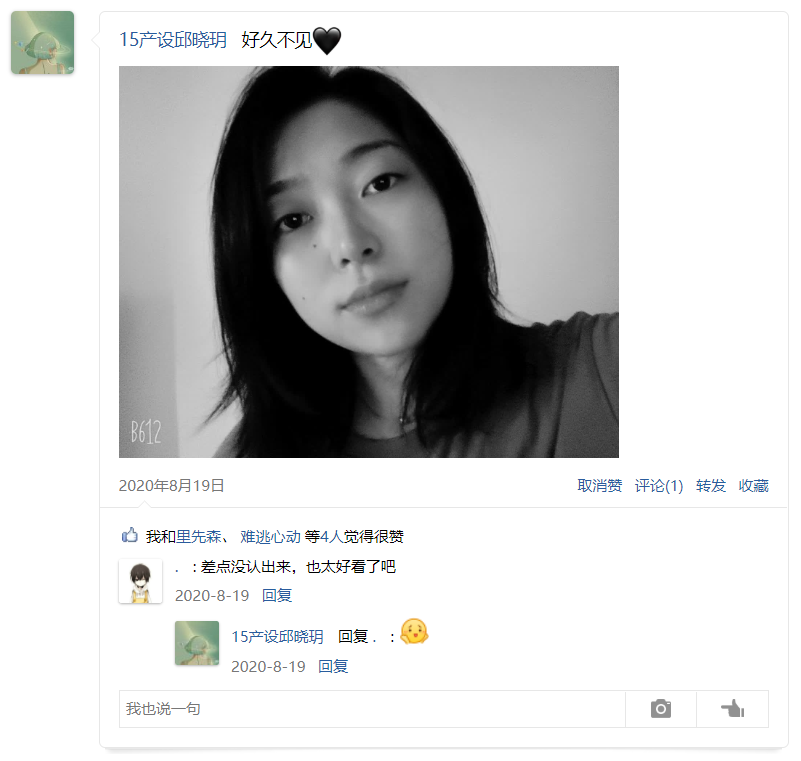 15产设邱晓玥 好久不见🖤
B612
2020年8月19日 取消赞 评论(1) 转发 收藏
我和里先森、 难逃心动 等4人觉得很赞
. : 差点没认出来，也太好看了吧
2020-8-19 回复
15产设邱晓玥 回复 . :
2020-8-19 回复
我也说一句